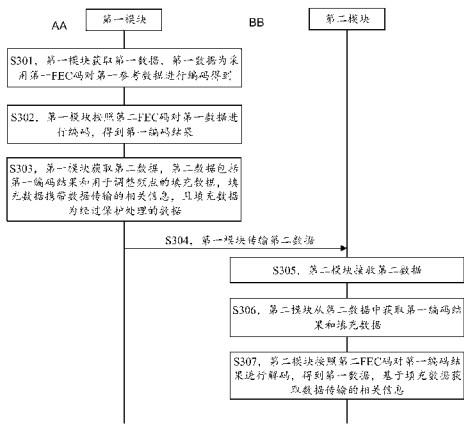 AA
第一模块
BB
第二模块
S301，第一模块获取第一数据，第一数据为采
用第一FEC码对第一参考数据进行编码得到
S302，第一模块按照第二FEC码对第一数据进
行编码，得到第一编码结果
S303，第一模块获取第二数据，第二数据包括
第一编码结果和用于调整频点的填充数据，填
充数据携带数据传输的相关信息，且填充数据
为经过保护处理的数据
S304，第一模块传输第二数据
S305，第二模块接收第二数据
S306，第二模块从第二数据中获取第一编码结
果和填充数据
S307，第二模块按照第二FEC码对第一编码结
果进行解码，得到第一数据，基于填充数据获
取数据传输的相关信息